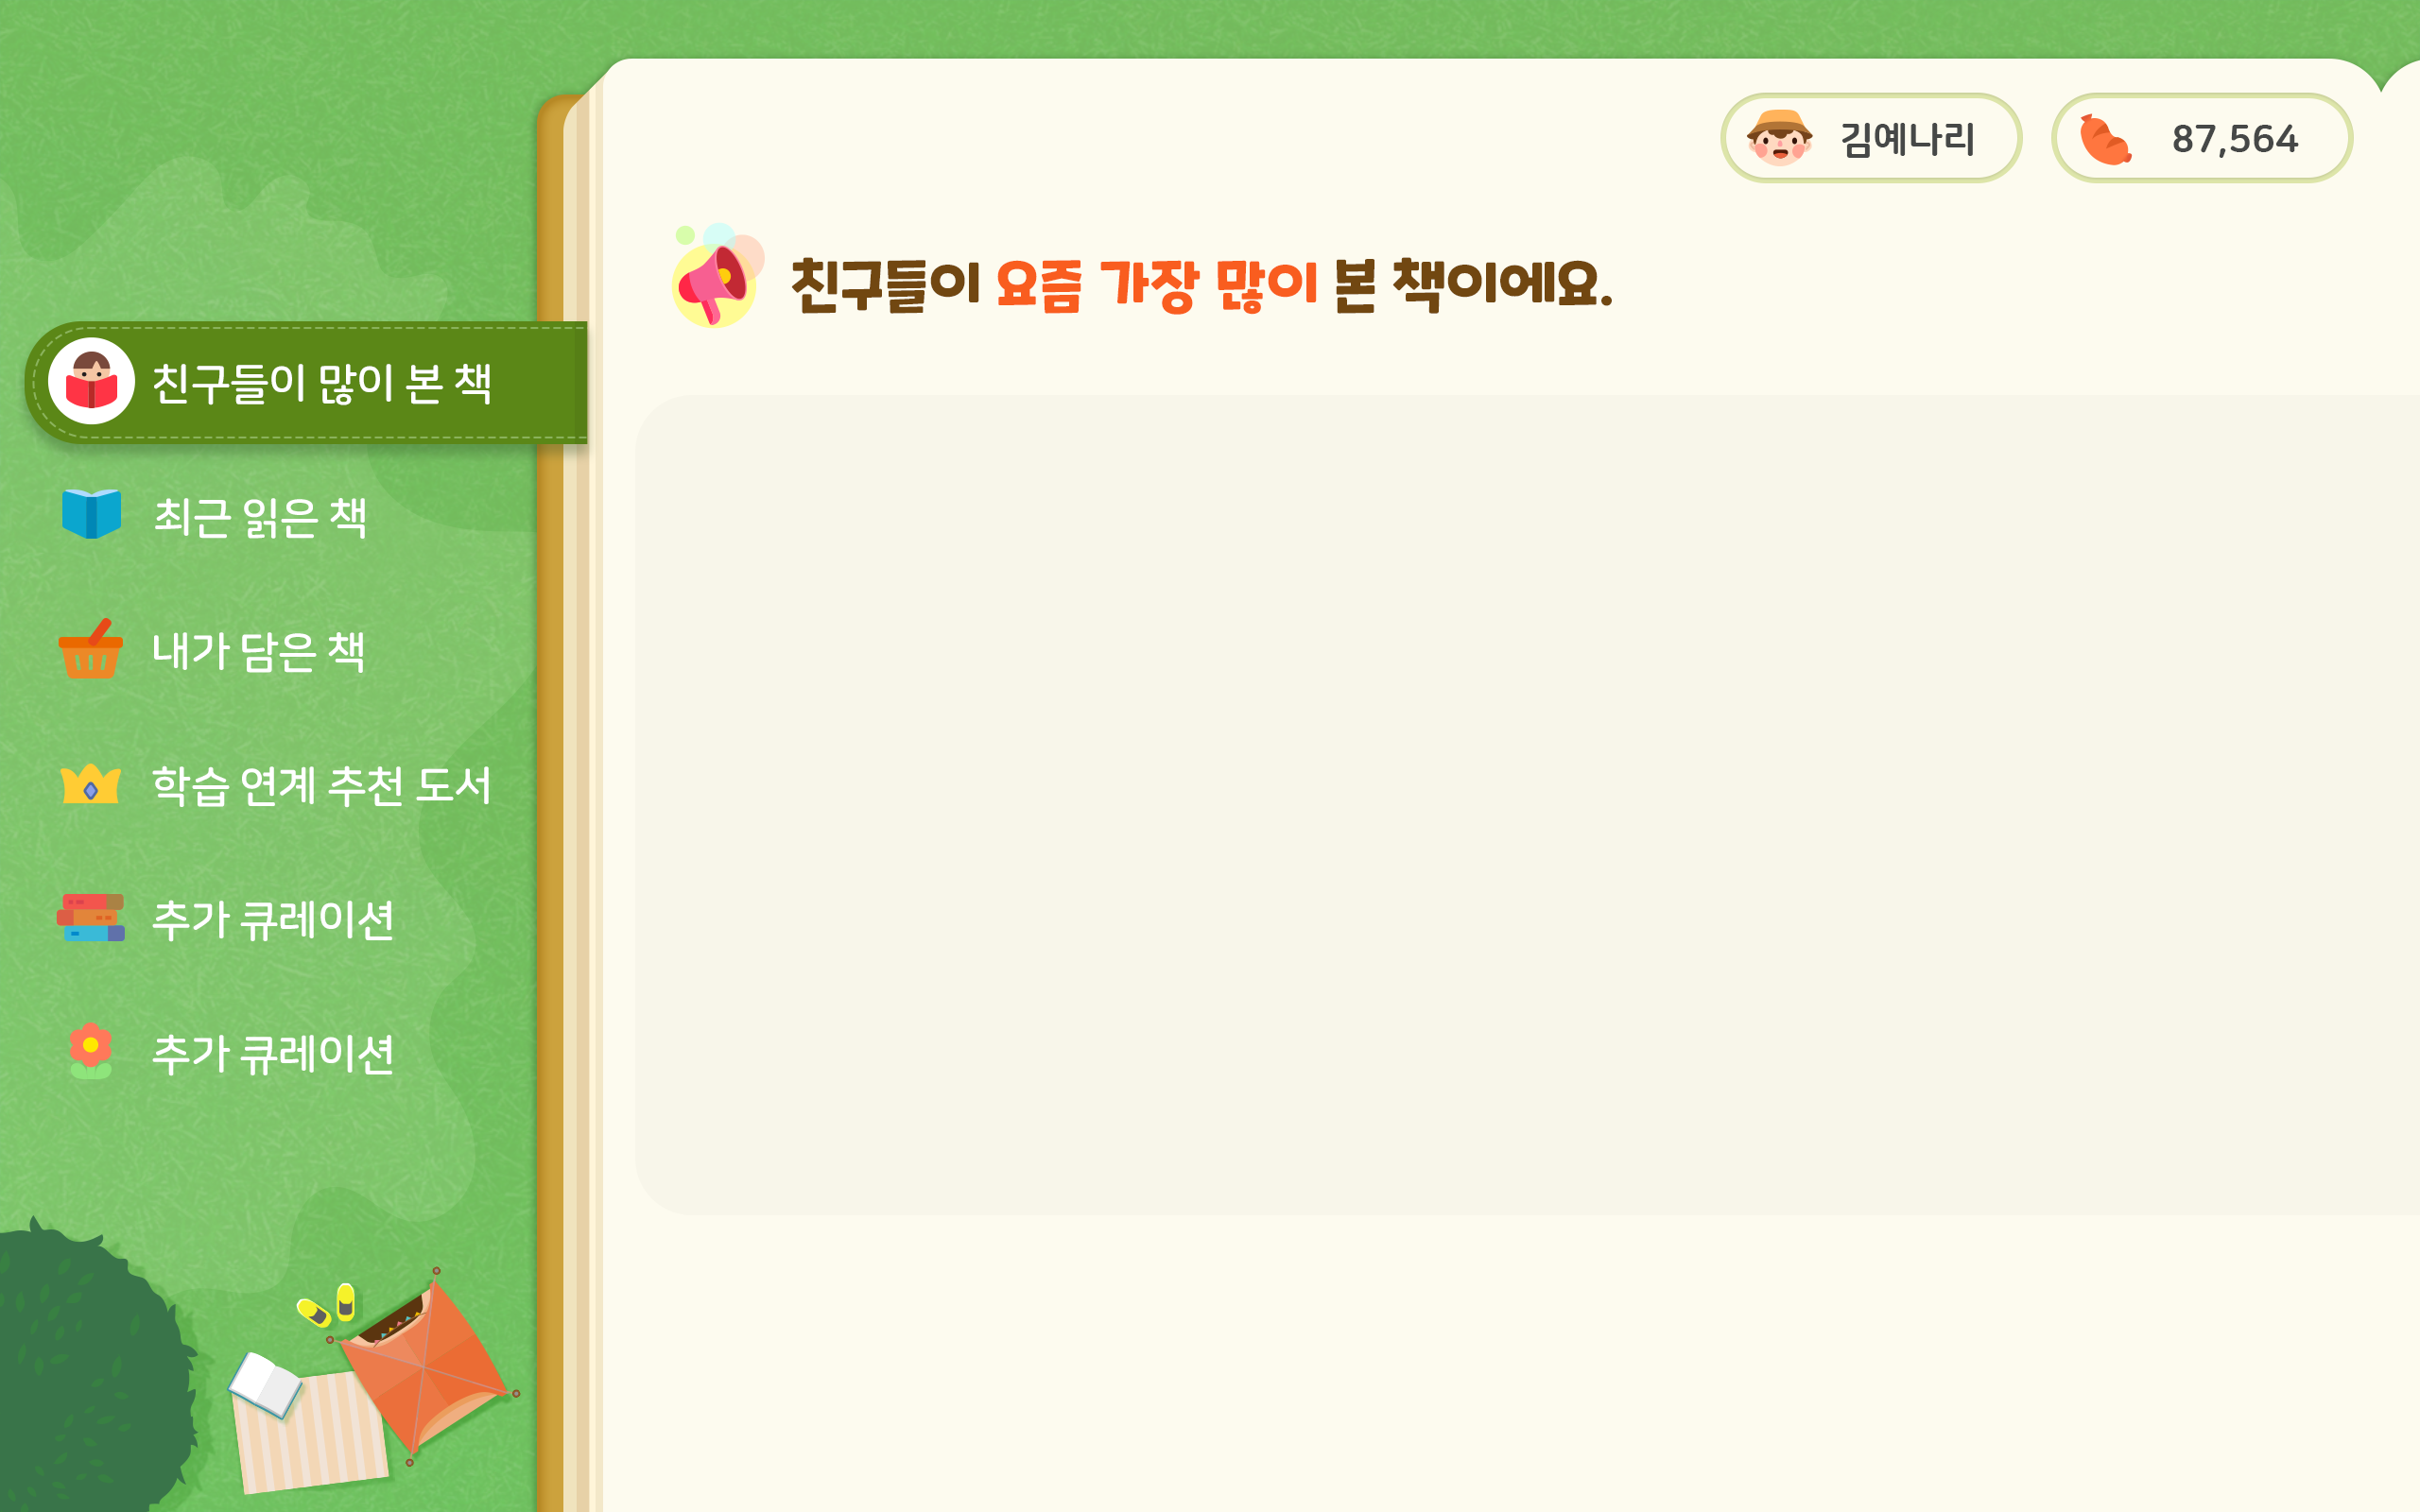 김예나리
87,564
친구들이 요즘 가장 많이 본 책이에요.
친구들이 많이 본 책
최근 읽은 책
내가 담은 책
학습 연계 추천 도서
추가 큐레이션
추가 큐레이션